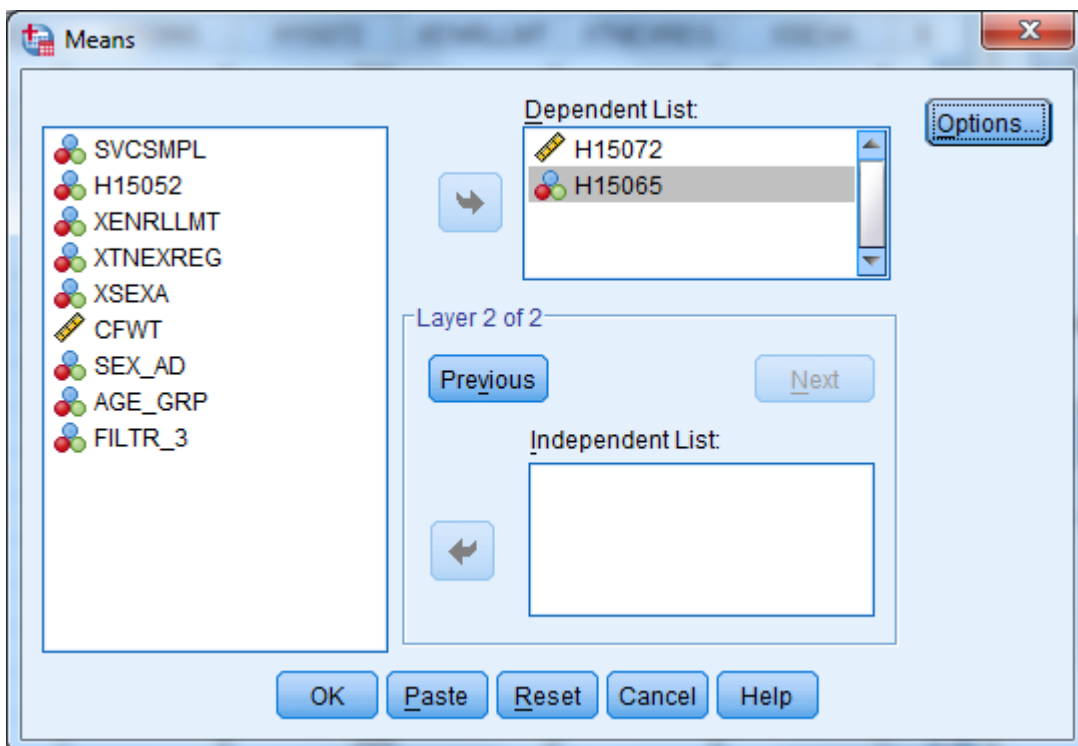 Means
SVCSMPL
H15052
XENRLLMT
XTNEXREG
XSEXA
CFWT
SEX_AD
AGE_GRP
FILTR_3
Dependent List:
H15072
H15065
Options...
Layer 2 of 2
Previous
Next
Independent List:
OK
Paste
Reset
Cancel
Help